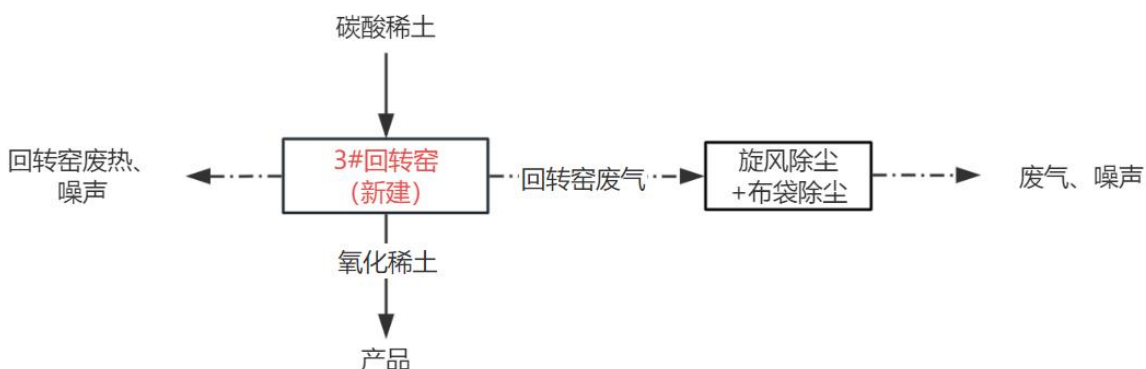 碳酸稀土
回转窑废热、
噪声
3#回转窑
（新建）
回转窑废气
旋风除尘
+布袋除尘
废气、噪声
氧化稀土
产品